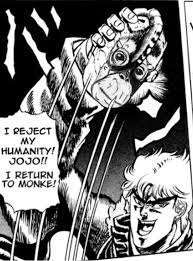 I REJECT
MY
HUMANITY!
JOJO!!
I RETURN
TO MONKE!